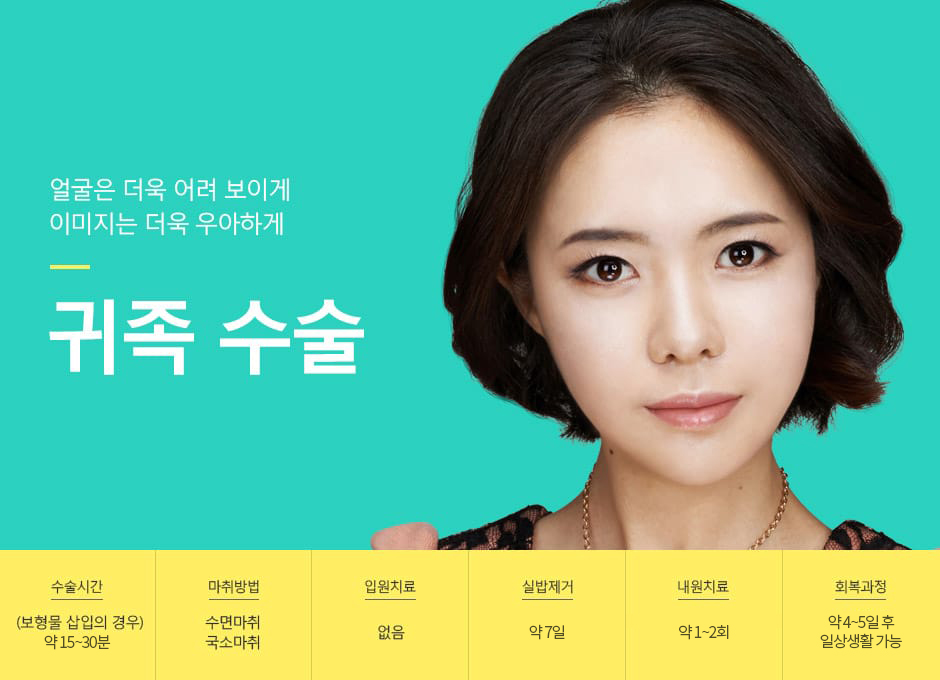 얼굴은 더욱 어려 보이게
이미지는 더욱 우아하게
귀족 수술
수술시간
(보형물 삽입의 경우)
약 15~30분
마취방법
수면마취
국소마취
입원치료
없음
실밥제거
약 7일
내원치료
약 1~2회
회복과정
약 4~5일 후
일상생활 가능